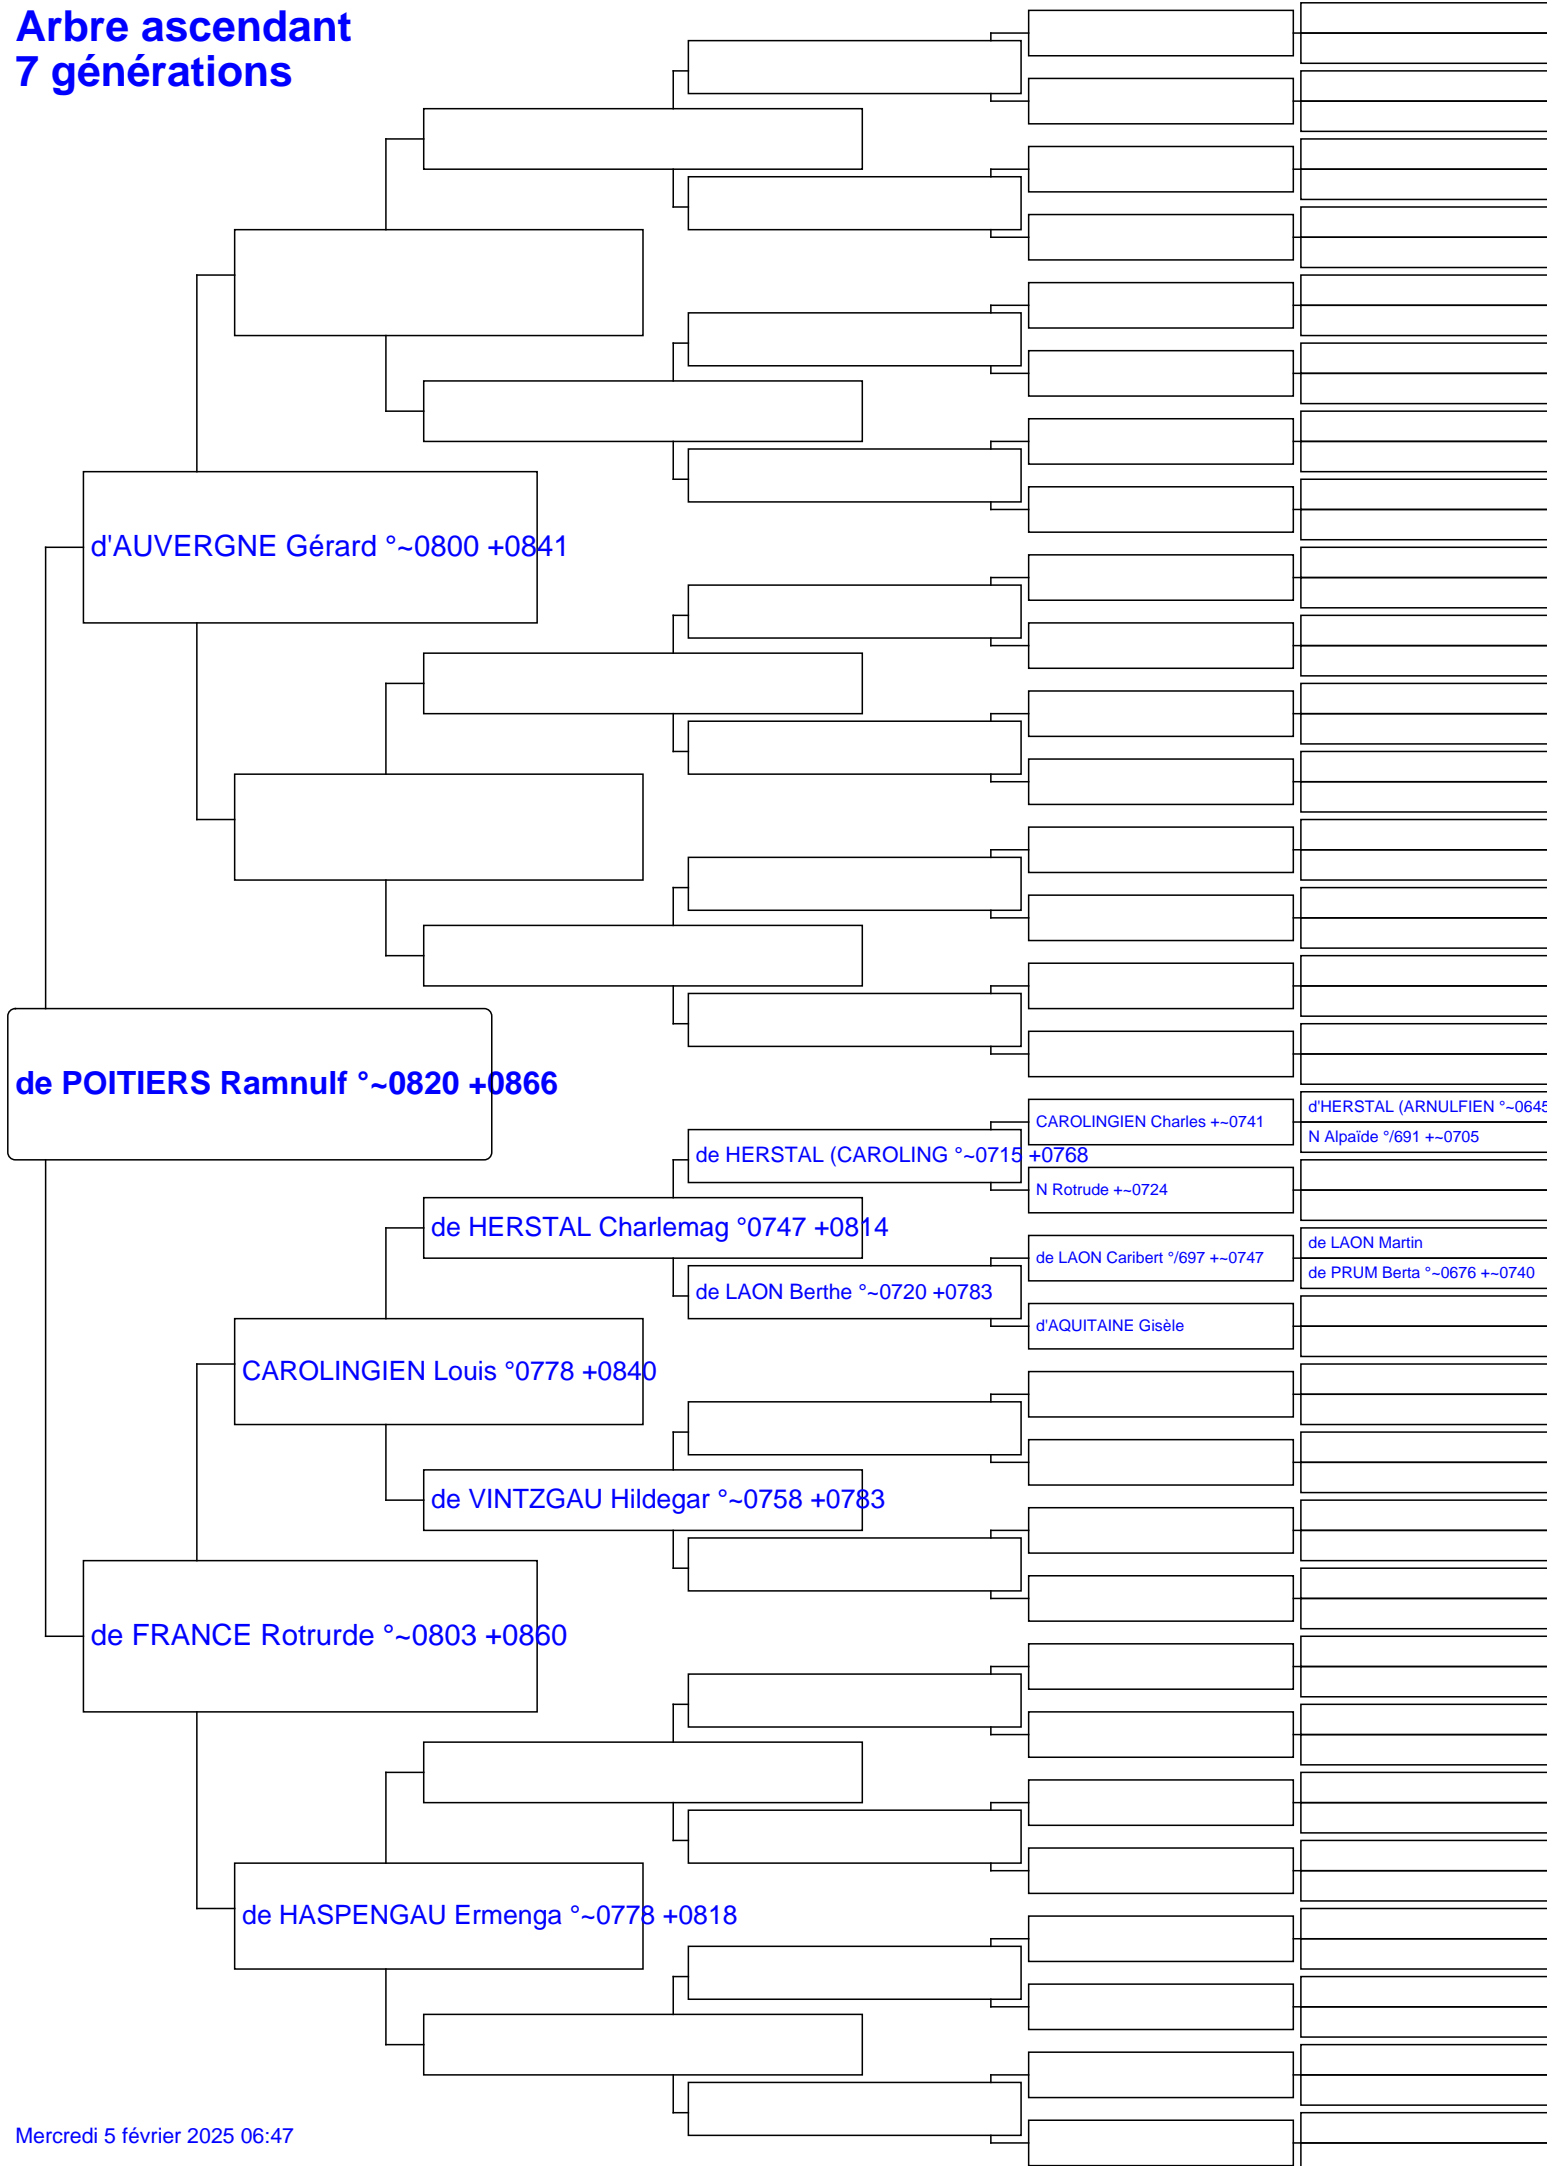 Arbre ascendant
7 générations
d'AUVERGNE Gérard °~0800 +0841
de POITIERS Ramnulf °~0820 +0866
CAROLINGIEN Charles +~0741
d'HERSTAL (ARNULFIEN °~0645
N Alpaïde °/691 +~0705
de HERSTAL (CAROLING °~0715 +0768
N Rotrude +~0724
de HERSTAL Charlemag °0747 +0814
de LAON Caribert °/697 +~0747
de LAON Martin
de PRUM Berta °~0676 +~0740
de LAON Berthe °~0720 +0783
d'AQUITAINE Gisèle
CAROLINGIEN Louis °0778 +0840
de VINTZGAU Hildegar °~0758 +0783
de FRANCE Rotrurde °~0803 +0860
de HASPENGAU Ermenga °~0778 +0818
Mercredi 5 février 2025 06:47